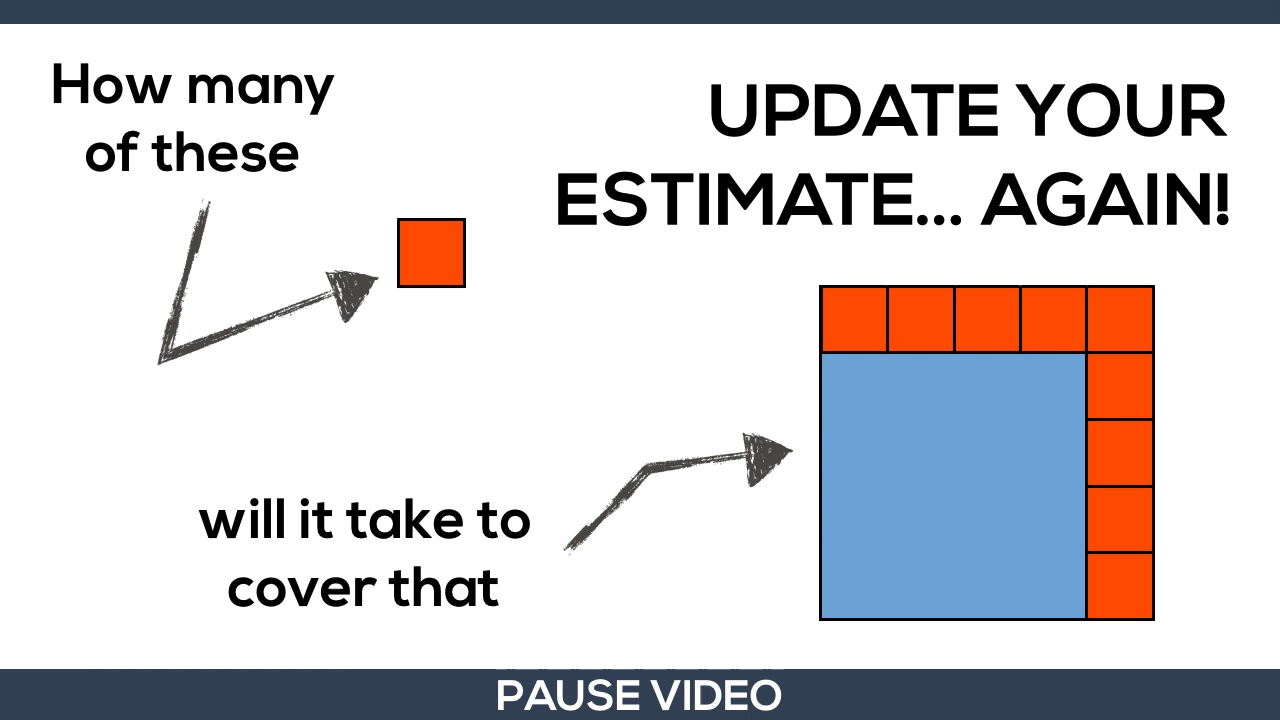 How many
of these
UPDATE YOUR
ESTIMATE... AGAIN!
will it take to
cover that
PAUSE VIDEO